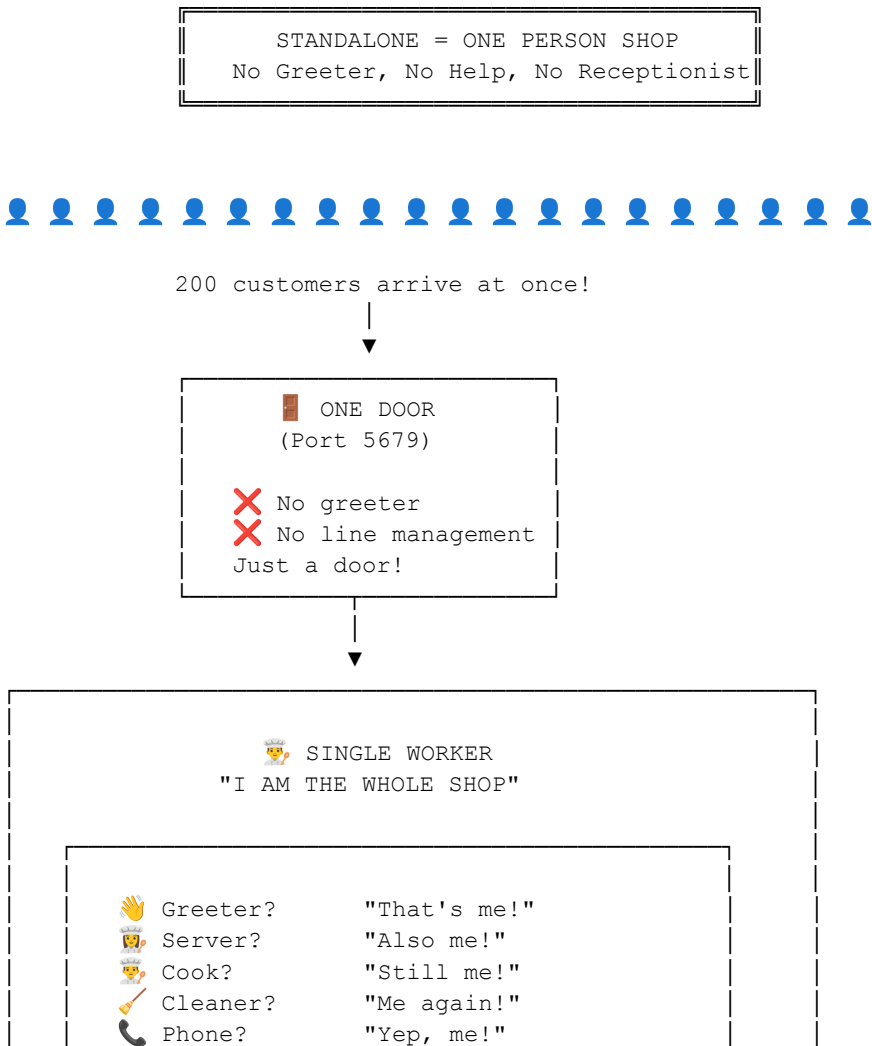 STANDALONE = ONE PERSON SHOP
No Greeter, No Help, No Receptionist
200 customers arrive at once!
ONE DOOR
(Port 5679)
❌ No greeter
❌ No line management
Just a door!
SINGLE WORKER
"I AM THE WHOLE SHOP"
Greeter? "That's me!"
Server? "Also me!"
Cook? "Still me!"
Cleaner? "Me again!"
Phone? "Yep, me!"